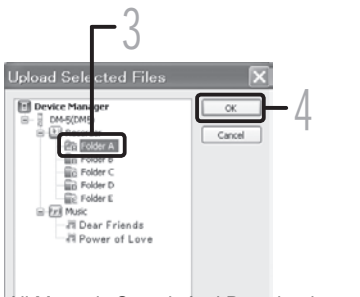 3
Upload Selected Files
Device Manager
OK
4
DM-5(DM5)
Cancel
Folder A
Folder B
Folder C
Folder D
Folder E
Music
Dear Friends
Power of Love